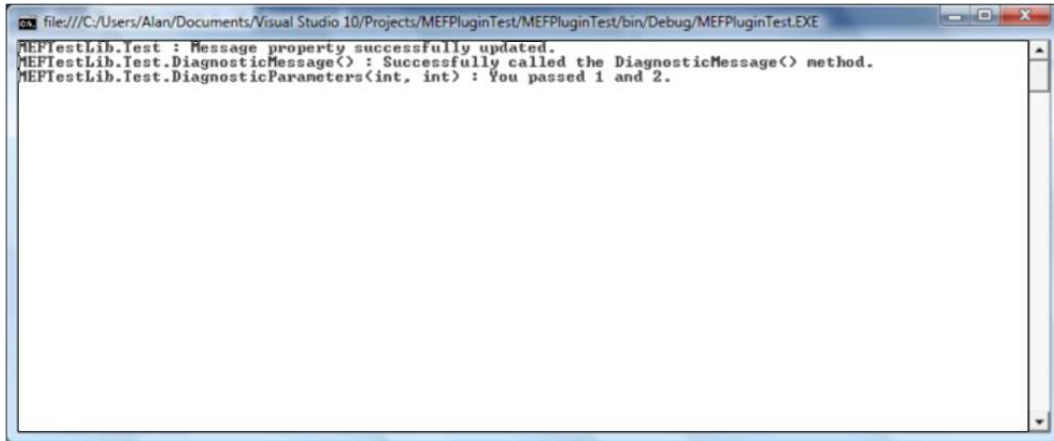 file:///C:/Users/Alan/Documents/Visual Studio 10/Projects/MEFPluginTest/MEFPluginTest/bin/Debug/MEFPluginTest.EXE
MEFTestLib.Test : Message property successfully updated.
MEFTestLib.Test.DiagnosticMessage() : Successfully called the DiagnosticMessage() method.
MEFTestLib.Test.DiagnosticParameters(int, int) : You passed 1 and 2.